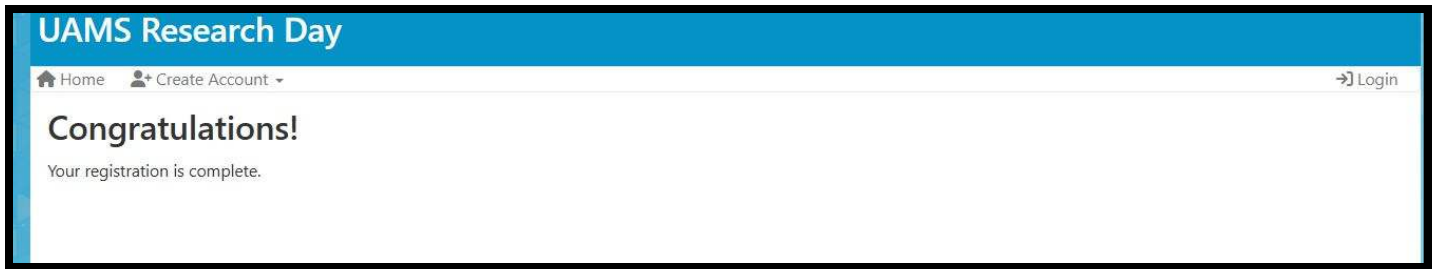 UAMS Research Day
Home Create Account Login
Congratulations!
Your registration is complete.